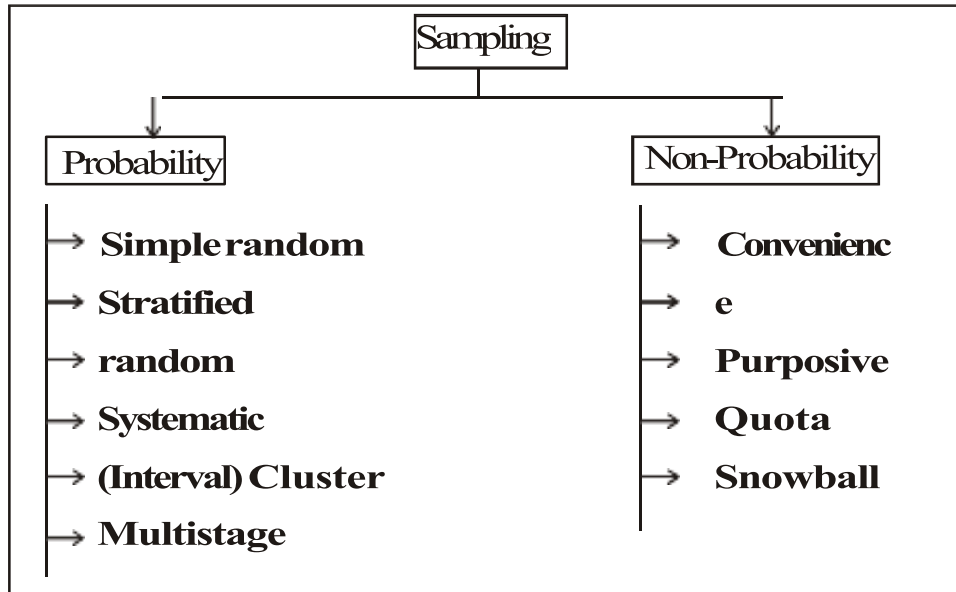 Sampling
Probability
Non-Probability
Simple random
Stratified
random
Systematic
(Interval) Cluster
Multistage
Convenienc
e
Purposive
Quota
Snowball